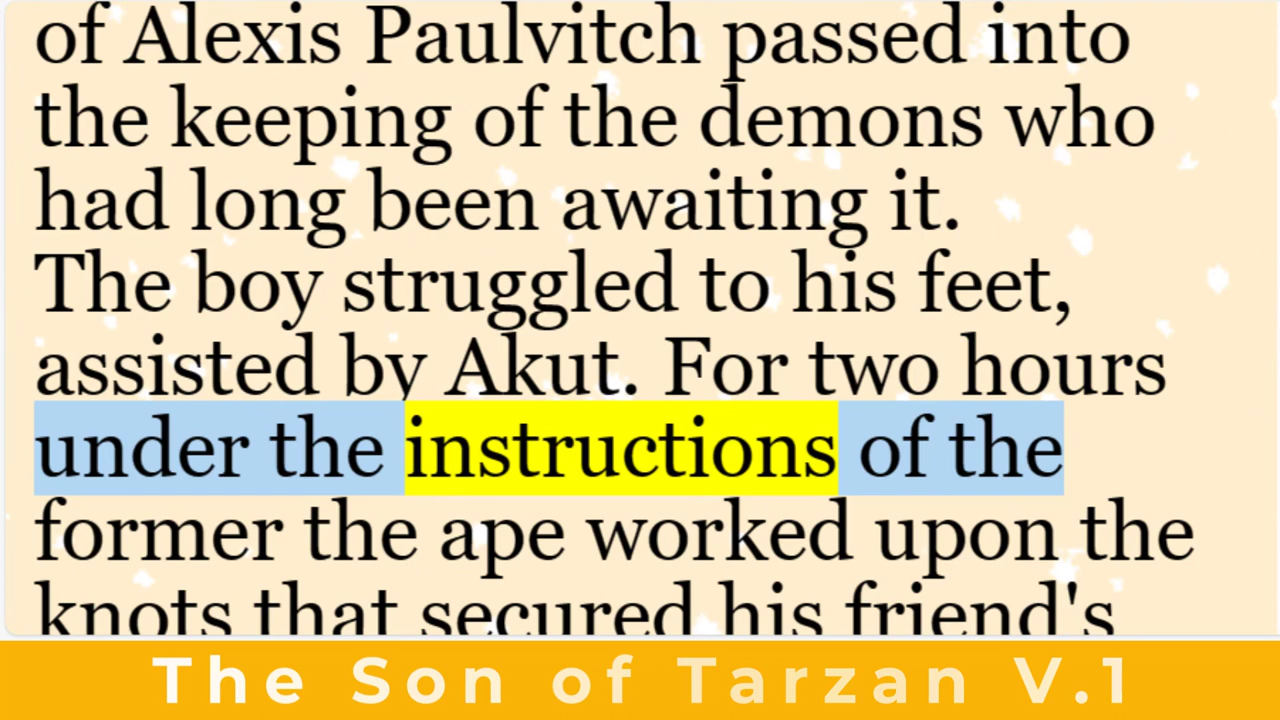 of Alexis Paulvitch passed into
the keeping of the demons who
had long been awaiting it.
The boy struggled to his feet,
assisted by Akut. For two hours
under the instructions of the
former the ape worked upon the
knots that secured his friend's
The Son of Tarzan V.1